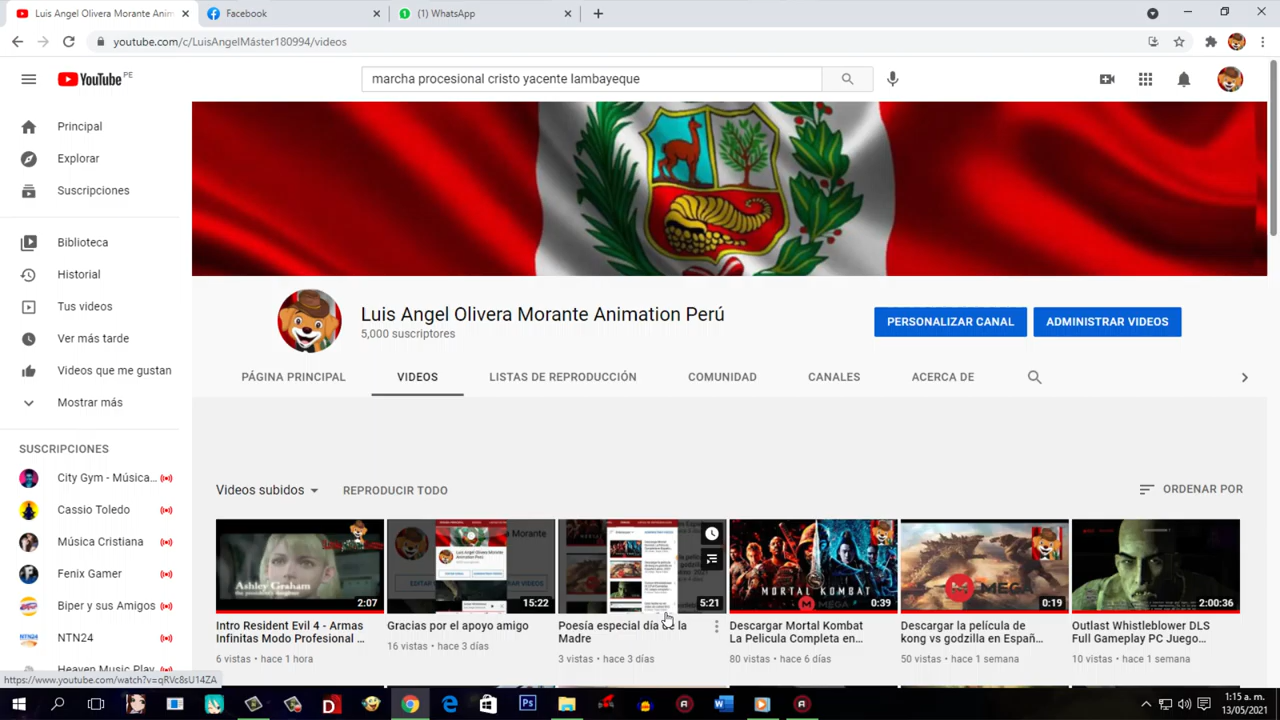 Luis Angel Olivera Morante Anim
Facebook
(1) WhatsApp
youtube.com/c/LuisAngelMáster180994/videos
YouTube PE
marcha procesional cristo yacente lambayeque
Principal
Explorar
Suscripciones
Biblioteca
Historial
Tus videos
Ver más tarde
Videos que me gustan
Mostrar más
SUSCRIPCIONES
City Gym - Música...
Cassio Toledo
Música Cristiana
Fenix Gamer
Biper y sus Amigos
NTN24
Heaven Music Play
Luis Angel Olivera Morante Animation Perú
5,000 suscriptores
PERSONALIZAR CANAL
ADMINISTRAR VIDEOS
PÁGINA PRINCIPAL
VIDEOS
LISTAS DE REPRODUCCIÓN
COMUNIDAD
CANALES
ACERCA DE
Videos subidos
REPRODUCIR TODO
ORDENAR POR
Ashley Graham
2:07
15:22
5:21
MORTAL KOMBAT
0:39
MEG
0:19
2:00:36
Intro Resident Evil 4 - Armas
Infinitas Modo Profesional ...
6 vistas • hace 1 hora
Gracias por el apoyo amigo
16 vistas • hace 3 días
Poesía especial día de la
Madre
3 vistas • hace 3 días
Descargar Mortal Kombat
La Pelicula Completa en...
80 vistas • hace 6 días
Descargar la película de
kong vs godzilla en Españ...
50 vistas • hace 1 semana
Outlast Whistleblower DLS
Full Gameplay PC Juego...
10 vistas • hace 1 semana
https://www.youtube.com/watch?v=qRVc8sU14ZA
1:15 a. m.
13/05/2021